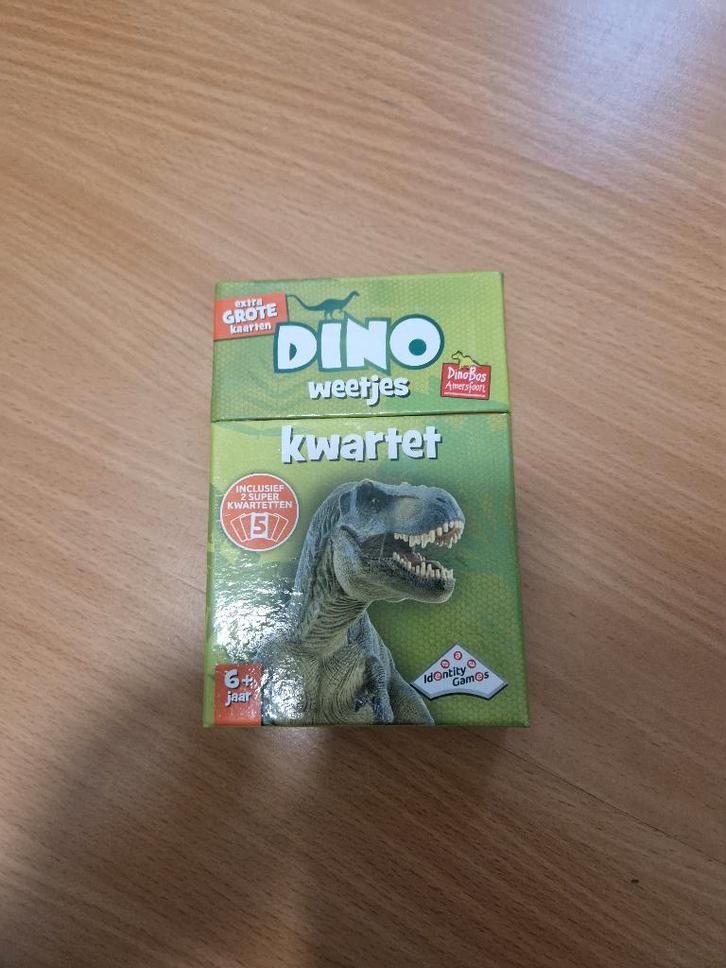 extra
GROTE
kaarten
DINO
weetjes
DinoBos
Amersfoort
kwartet
INCLUSIEF
2 SUPER
KWARTETTEN
5
6+
jaar
Identity
Games